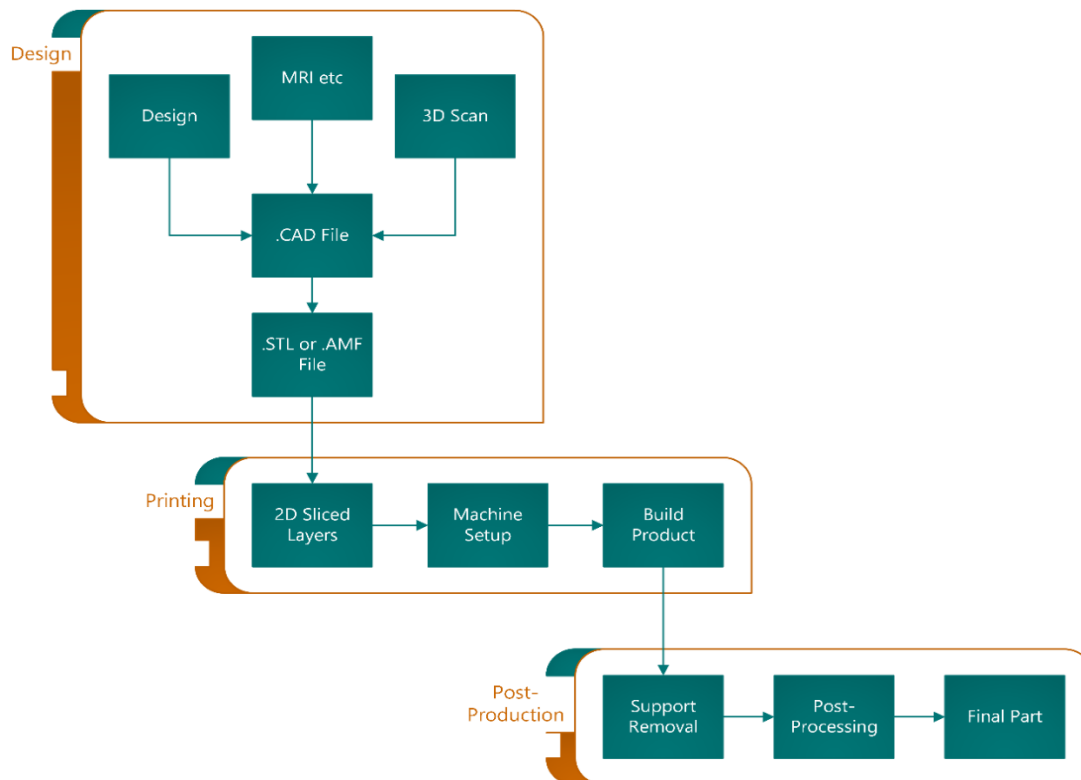 Design
MRI etc
Design
3D Scan
.CAD File
.STL or .AMF
File
Printing
2D Sliced
Layers
Machine
Setup
Build
Product
Post-
Production
Support
Removal
Post-
Processing
Final Part